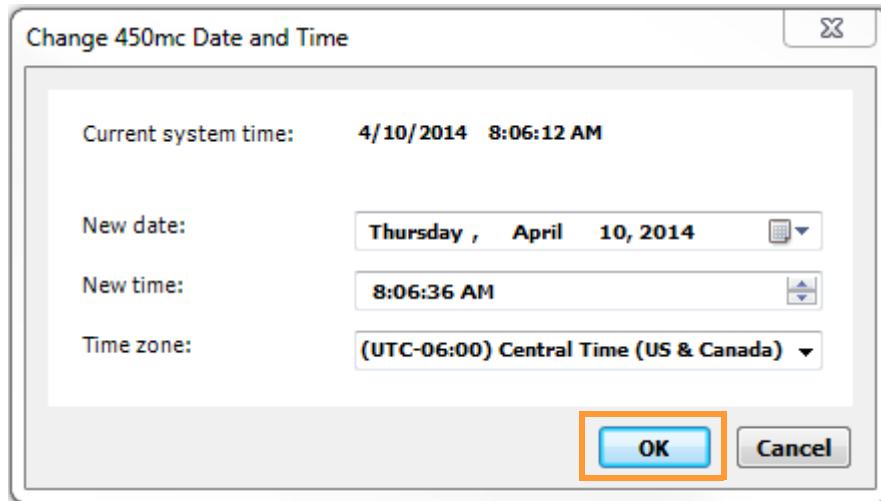 Change 450mc Date and Time
Current system time: 4/10/2014 8:06:12 AM
New date: Thursday , April 10, 2014
New time: 8:06:36 AM
Time zone: (UTC-06:00) Central Time (US & Canada)
OK Cancel